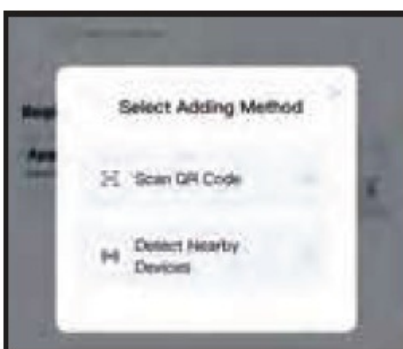 Select Adding Method
Scan QR Code
Detect Nearby
Devices